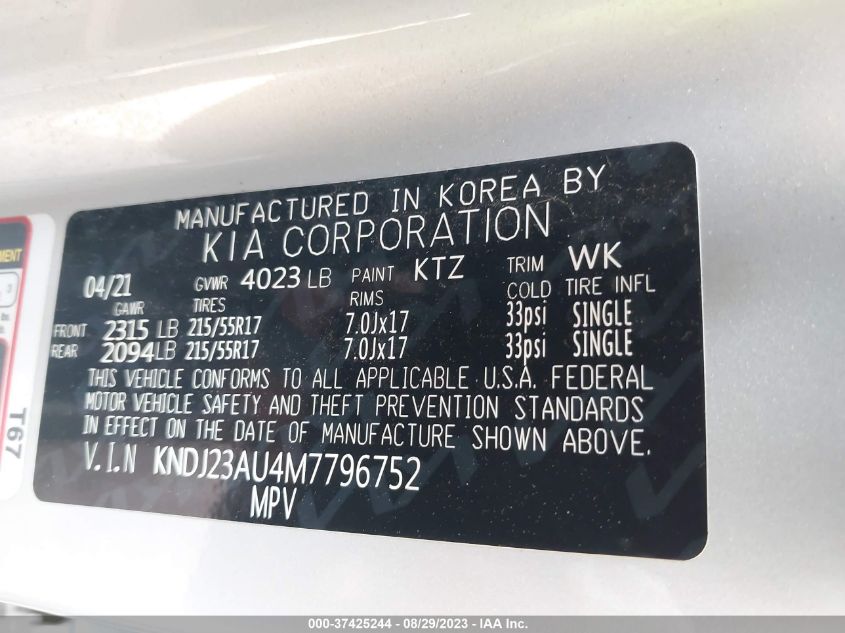 MANUFACTURED IN KOREA BY
KIA CORPORATION
04/21 GVWR 4023 LB PAINT KTZ TRIM WK
GAWR TIRES RIMS COLD TIRE INFL
FRONT 2315 LB 215/55R17 7.0Jx17 33psi SINGLE
REAR 2094 LB 215/55R17 7.0Jx17 33psi SINGLE
THIS VEHICLE CONFORMS TO ALL APPLICABLE U.S.A. FEDERAL
MOTOR VEHICLE SAFETY AND THEFT PREVENTION STANDARDS
IN EFFECT ON THE DATE OF MANUFACTURE SHOWN ABOVE.
V.I.N KNDJ23AU4M7796752
MPV
T67
000-37425244 - 08/29/2023 - IAA Inc.